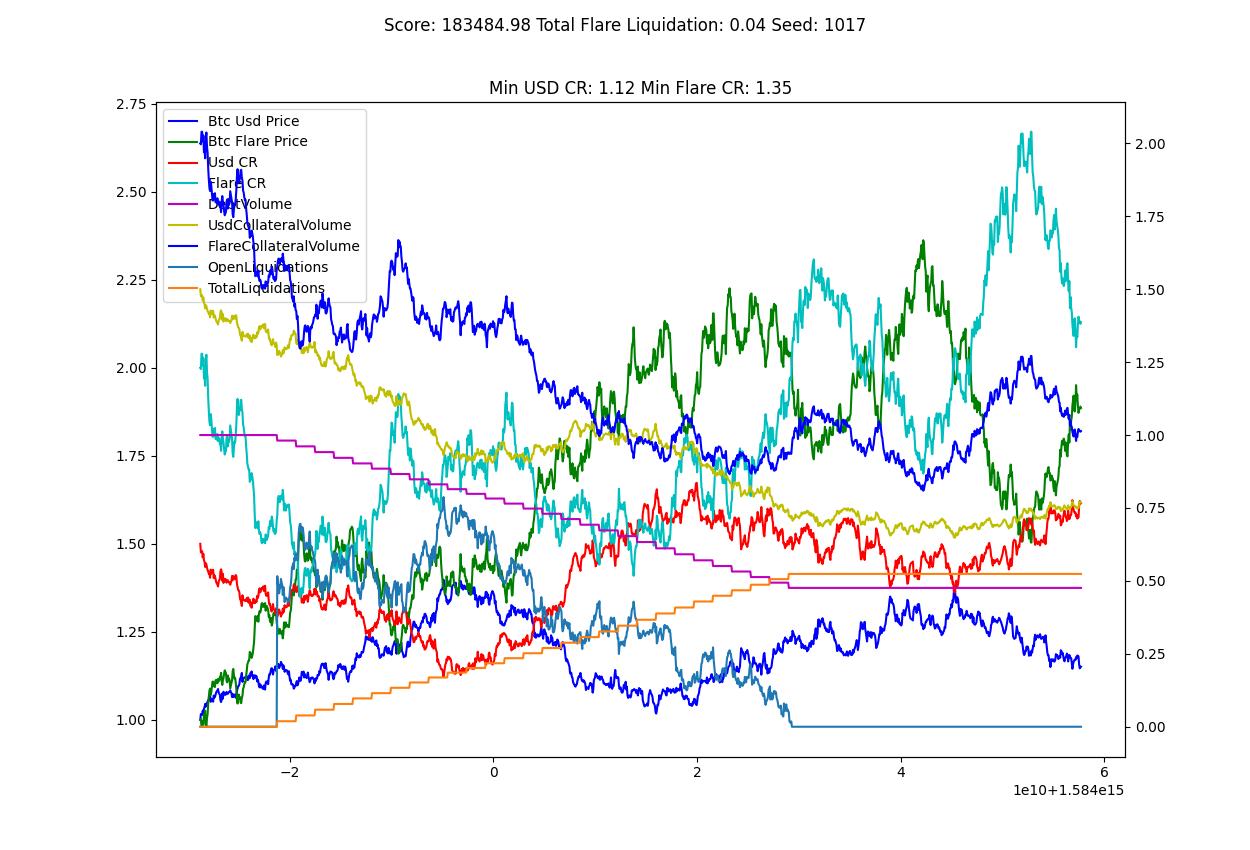 Score: 183484.98 Total Flare Liquidation: 0.04 Seed: 1017
Min USD CR: 1.12 Min Flare CR: 1.35
Btc Usd Price
Btc Flare Price
Usd CR
Flare CR
DebtVolume
UsdCollateralVolume
FlareCollateralVolume
OpenLiquidations
TotalLiquidations
2.75
2.50
2.25
2.00
1.75
1.50
1.25
1.00
2.00
1.75
1.50
1.25
1.00
0.75
0.50
0.25
0.00
−2
0
2
4
6
1e10+1.584e15